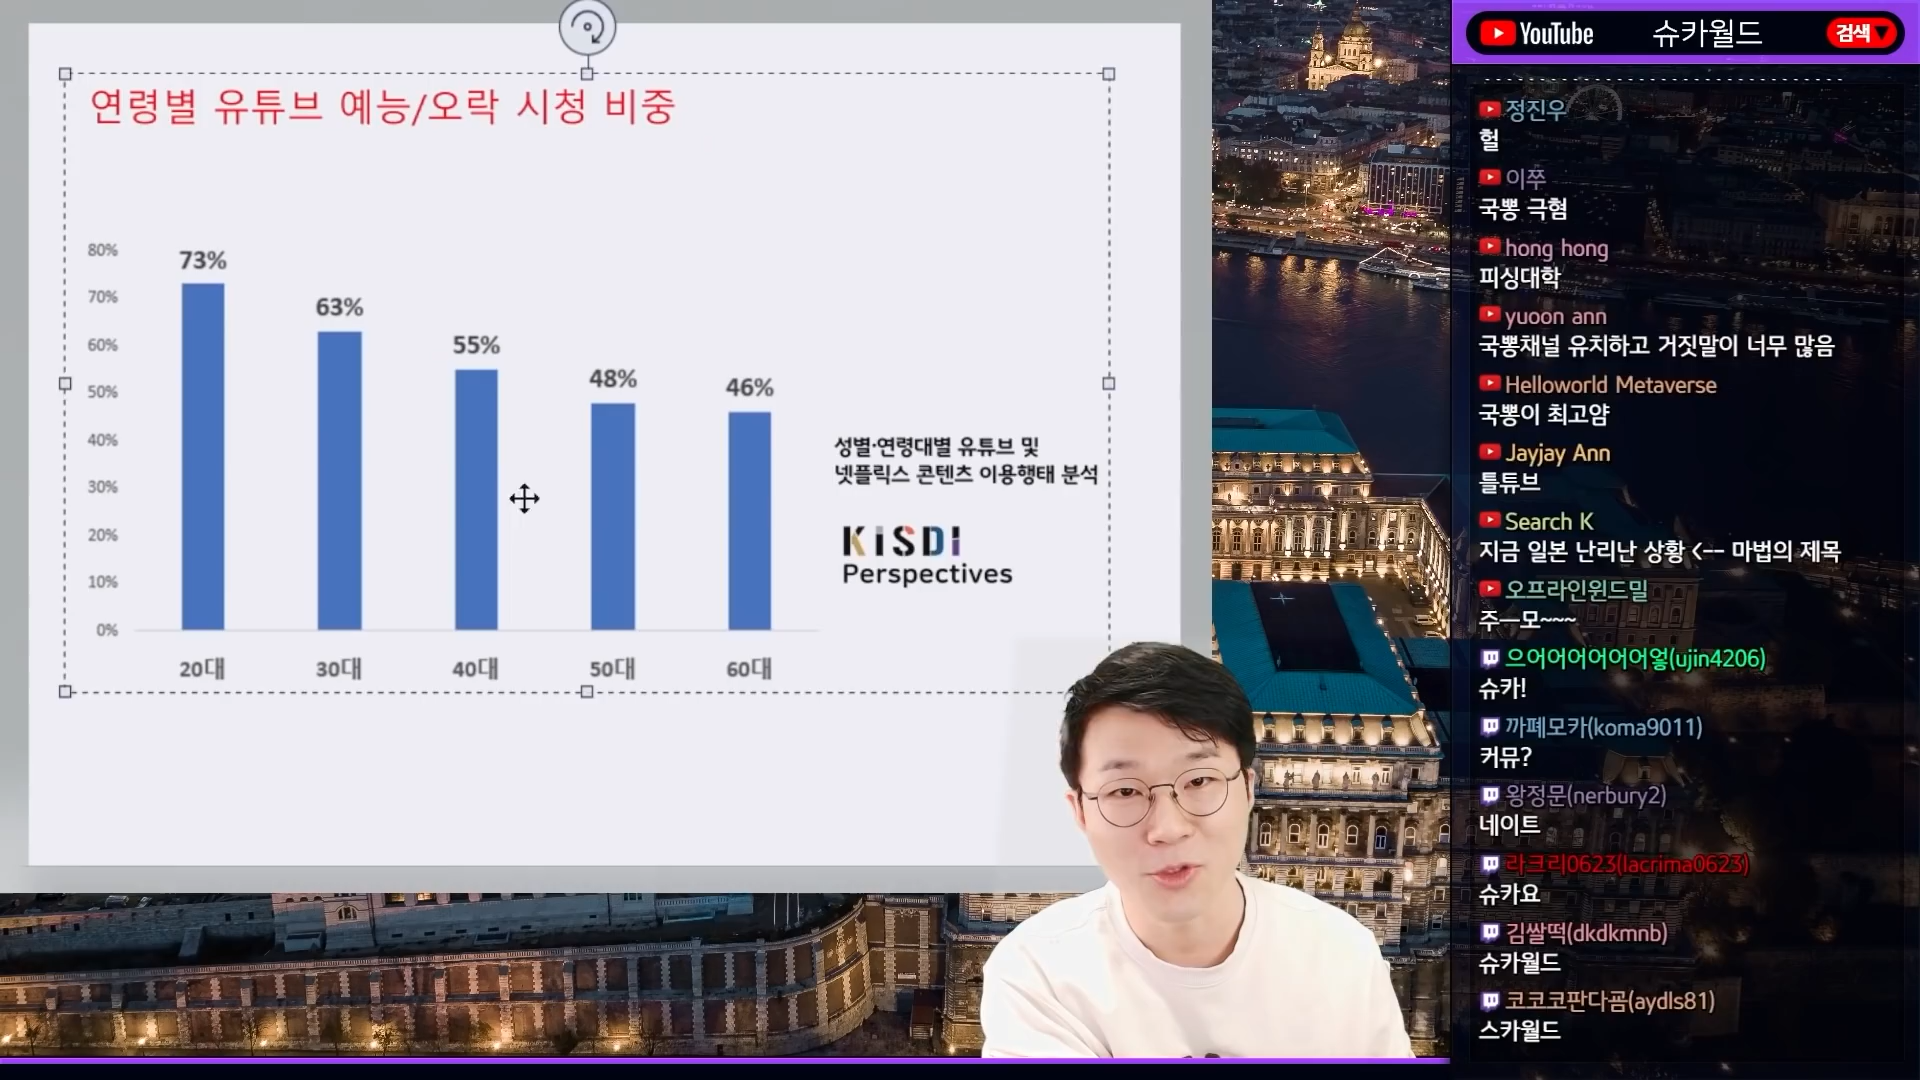 연령별 유튜브 예능/오락 시청 비중
80%
70%
60%
50%
40%
30%
20%
10%
0%
73%
63%
55%
48%
46%
20대
30대
40대
50대
60대
성별·연령대별 유튜브 및
넷플릭스 콘텐츠 이용행태 분석
KISDI
Perspectives
YouTube 슈카월드 검색
정진우
헐
이쭈
국뽕 극혐
hong hong
피싱대학
yuoon ann
국뽕채널 유치하고 거짓말이 너무 많음
Helloworld Metaverse
국뽕이 최고얌
Jayjay Ann
틀튜브
Search K
지금 일본 난리난 상황 <-- 마법의 제목
오프라인윈드밀
주ㅡ모~~~
으어어어어어어엏(ujin4206)
슈카!
까페모카(koma9011)
커뮤?
왕정문(nerbury2)
네이트
라크리0623(lacrima0623)
슈카요
김쌀떡(dkdkmnb)
슈카월드
코코코판다곰(aydls81)
스카월드